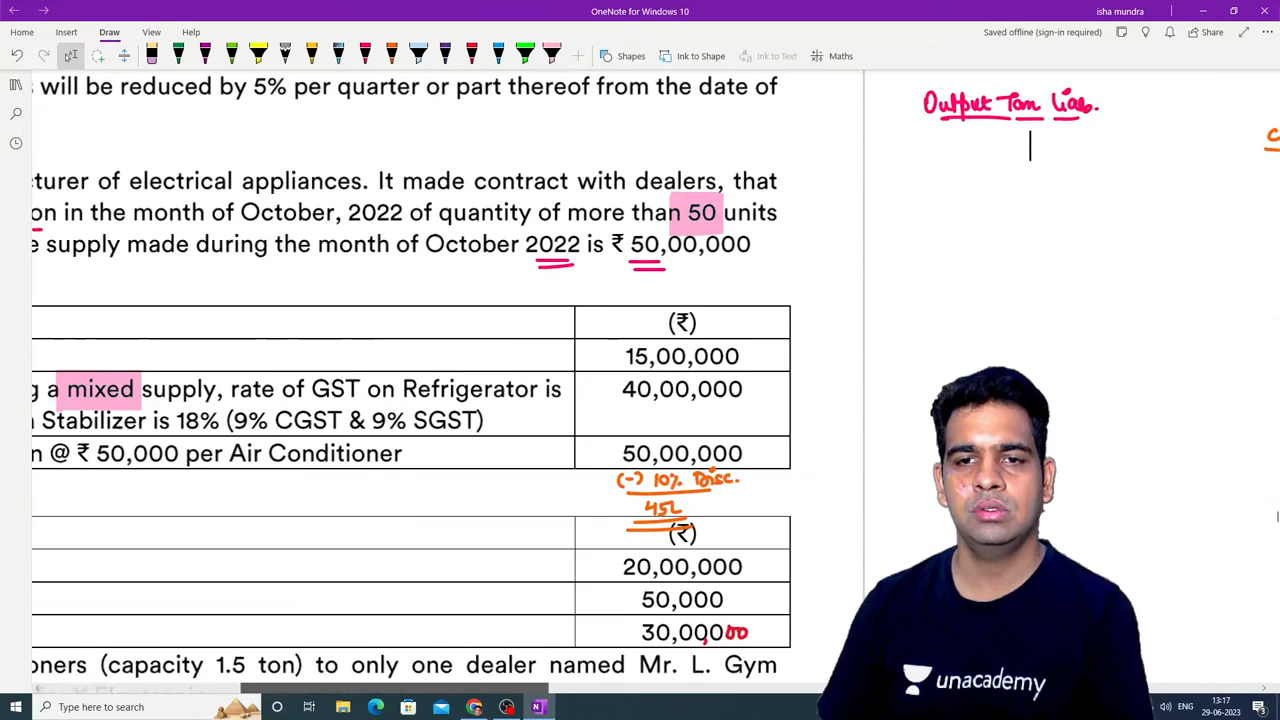 OneNote for Windows 10
isha mundra
Home Insert Draw View Help
Saved offline (sign-in required)
Share
Shapes
Ink to Shape
Ink to Text
Maths
s will be reduced by 5% per quarter or part thereof from the date of
Output Tax Liab.
cturer of electrical appliances. It made contract with dealers, that
on in the month of October, 2022 of quantity of more than 50 units
e supply made during the month of October 2022 is ₹ 50,00,000
(₹)
15,00,000
g a mixed supply, rate of GST on Refrigerator is 40,00,000
n Stabilizer is 18% (9% CGST & 9% SGST)
n @ ₹ 50,000 per Air Conditioner 50,00,000
(-) 10% Disc.
45L
(₹)
20,00,000
50,000
30,00,000
oners (capacity 1.5 ton) to only one dealer named Mr. L. Gym
unacademy
Type here to search
ENG
13:17
29-06-2023
3